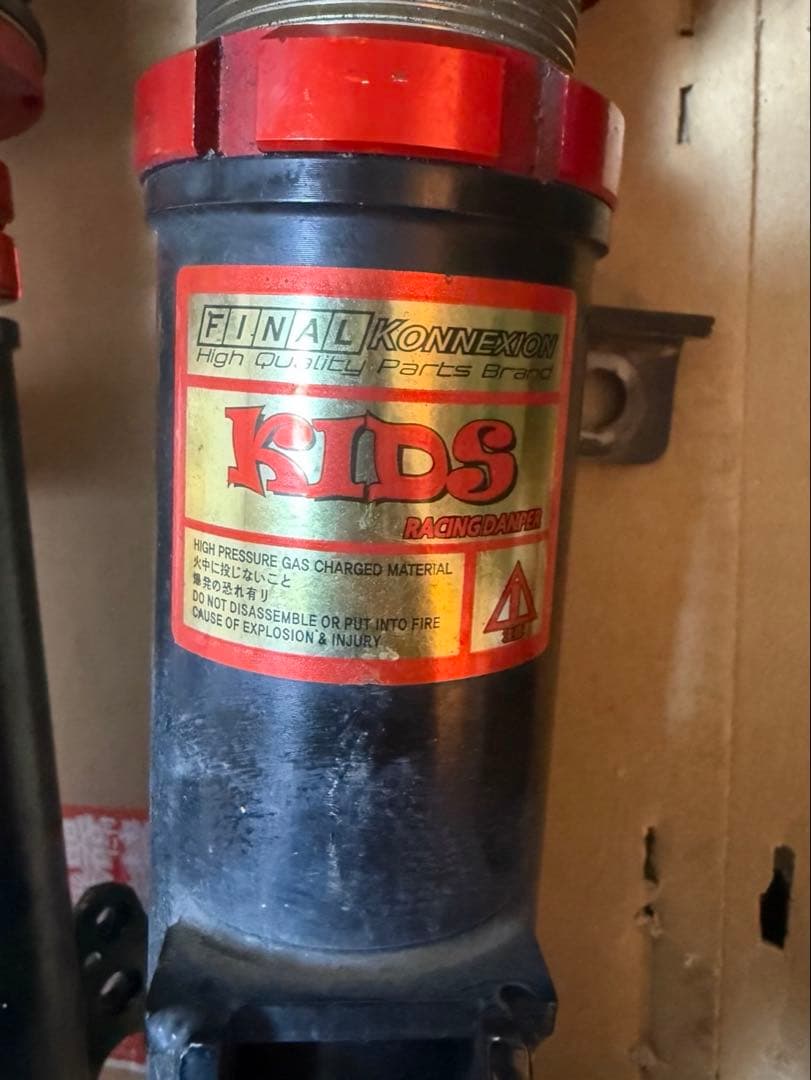 FINAL KONNEXION
High Quality Parts Brand
KIDS
RACING DAMPER
HIGH PRESSURE GAS CHARGED MATERIAL
火中に投じないこと
爆発の恐れ有リ
DO NOT DISASSEMBLE OR PUT INTO FIRE
CAUSE OF EXPLOSION & INJURY